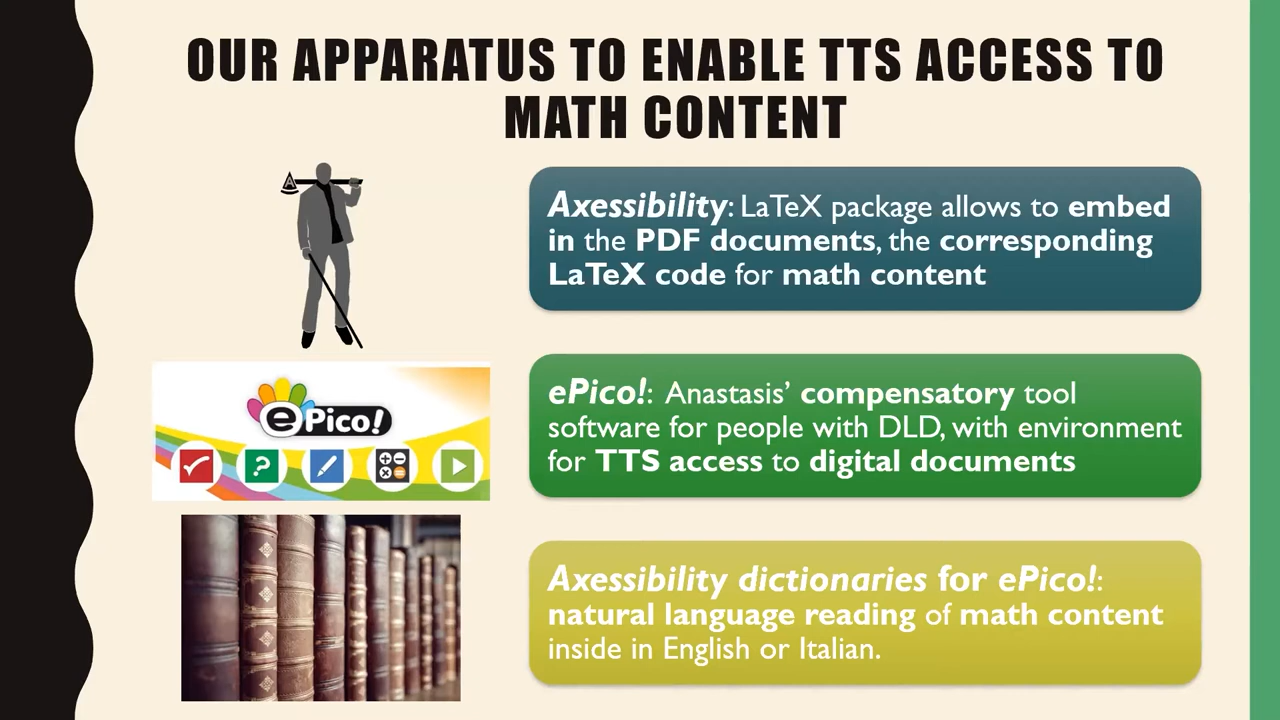 OUR APPARATUS TO ENABLE TTS ACCESS TO
MATH CONTENT
Axessibility: LaTeX package allows to embed
in the PDF documents, the corresponding
LaTeX code for math content
ePico!
ePico!: Anastasis’ compensatory tool
software for people with DLD, with environment
for TTS access to digital documents
Axessibility dictionaries for ePico!:
natural language reading of math content
inside in English or Italian.